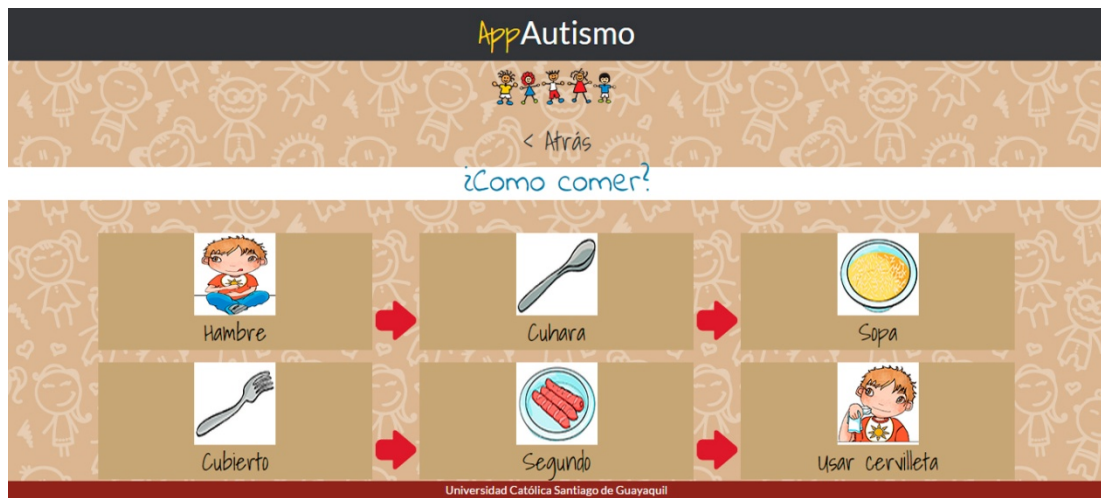 AppAutismo
< Atrás
¿Como comer?
Hambre
Cuhara
Sopa
Cubierto
Segundo
Usar cervilleta
Universidad Católica Santiago de Guayaquil